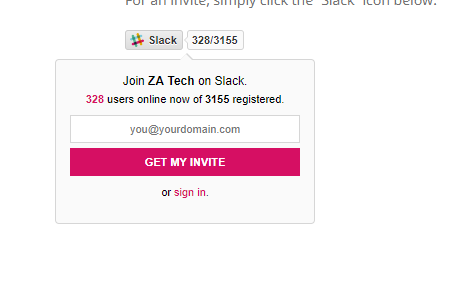 For an invite, simply click the "Slack" icon below.
Slack 328/3155
Join ZA Tech on Slack.
328 users online now of 3155 registered.
you@yourdomain.com
GET MY INVITE
or sign in.